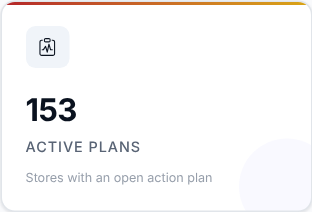 153
ACTIVE PLANS
Stores with an open action plan